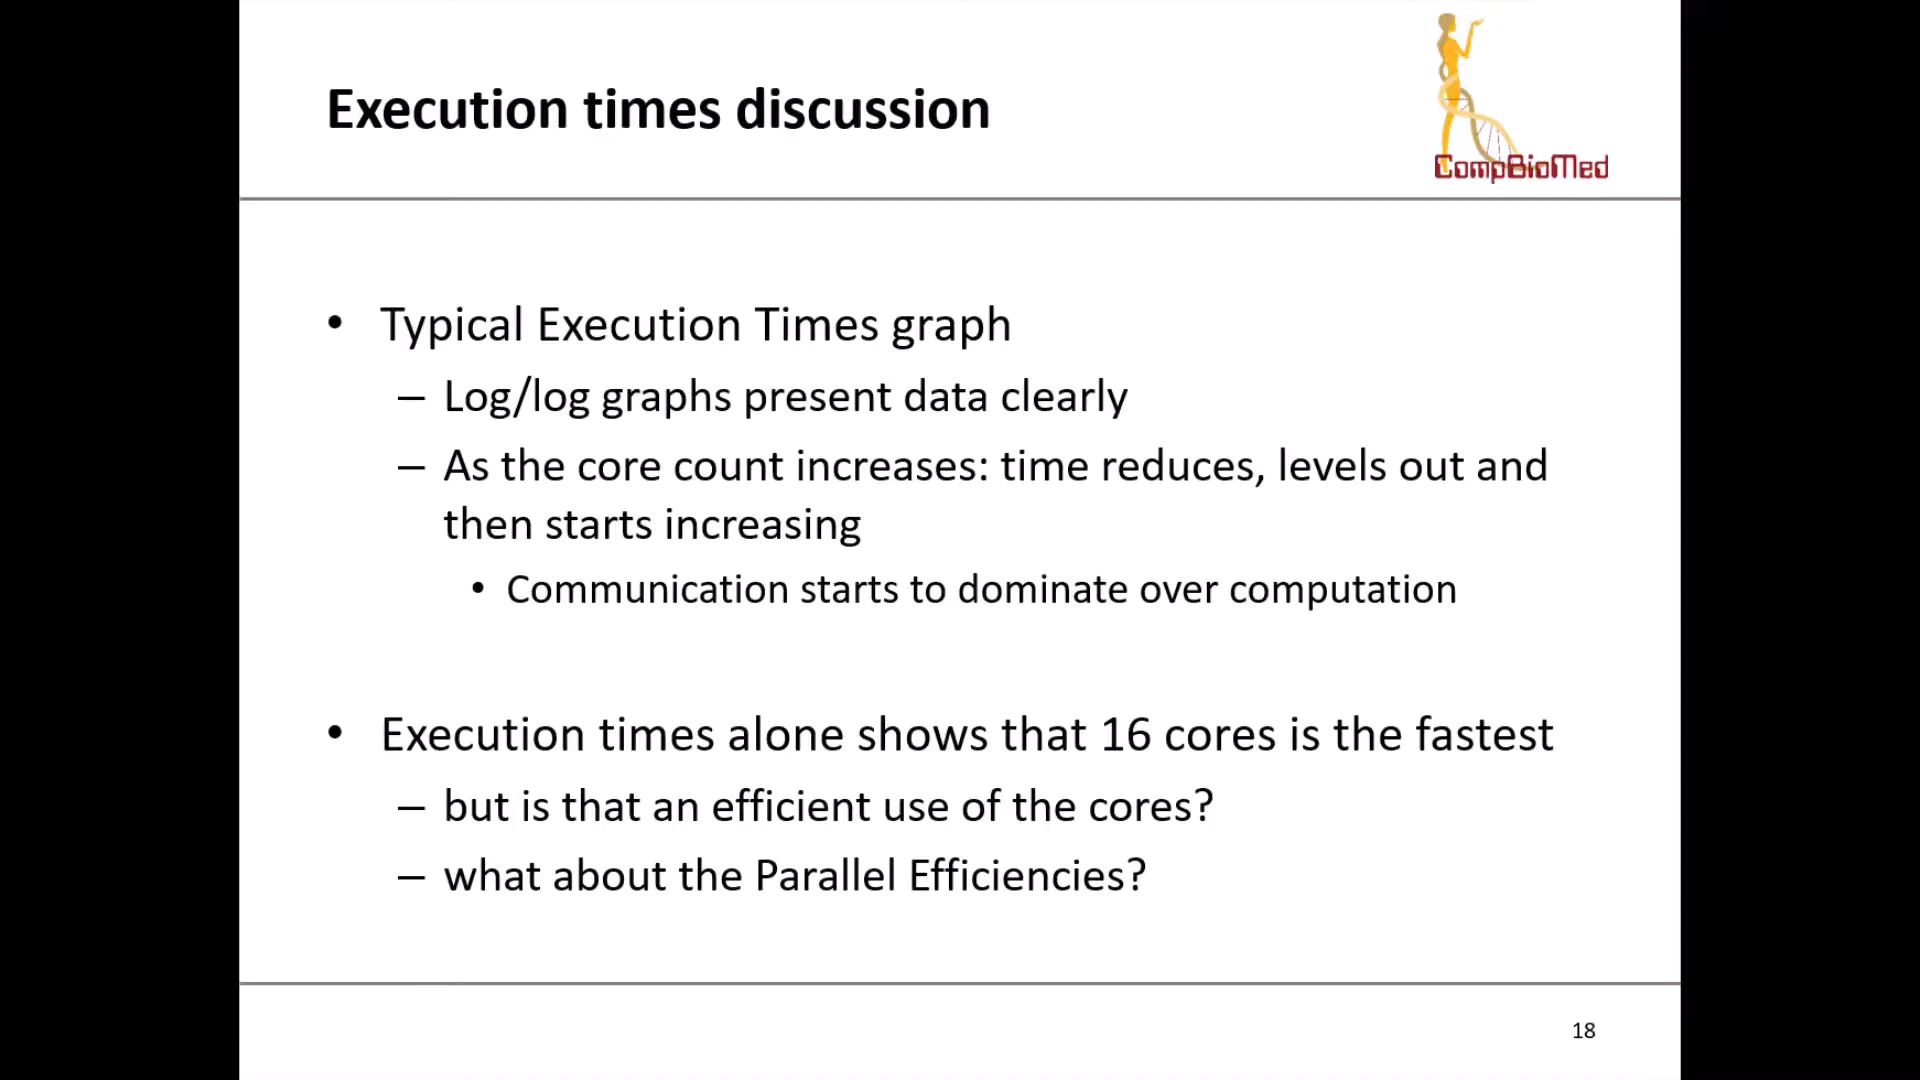 Execution times discussion
CompBioMed
• Typical Execution Times graph
– Log/log graphs present data clearly
– As the core count increases: time reduces, levels out and
then starts increasing
• Communication starts to dominate over computation
• Execution times alone shows that 16 cores is the fastest
– but is that an efficient use of the cores?
– what about the Parallel Efficiencies?
18